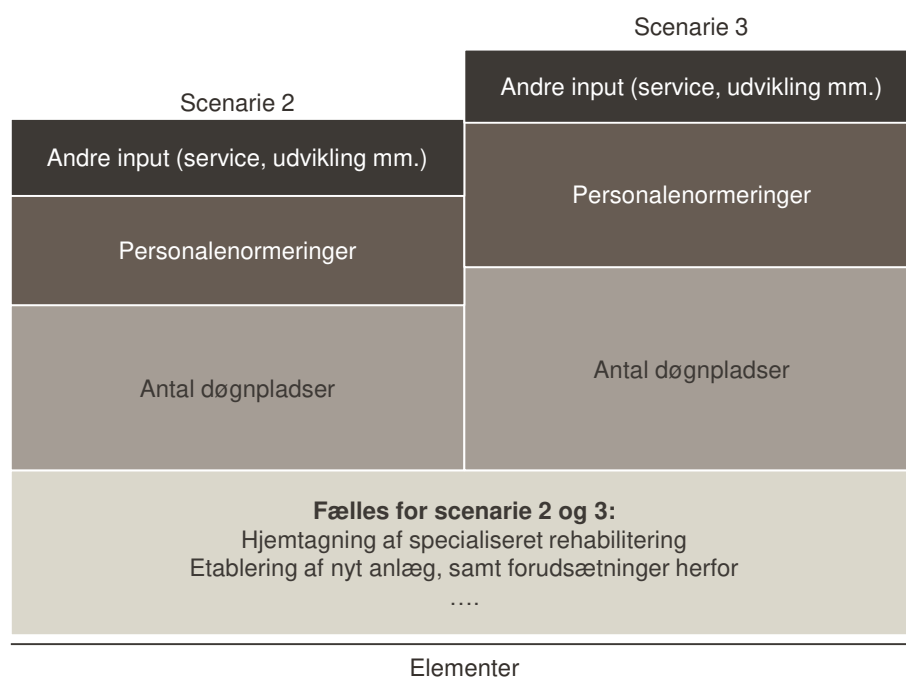 Scenarie 2
Andre input (service, udvikling mm.)
Personalenormeringer
Antal døgnpladser
Scenarie 3
Andre input (service, udvikling mm.)
Personalenormeringer
Antal døgnpladser
Fælles for scenarie 2 og 3:
Hjemtagning af specialiseret rehabilitering
Etablering af nyt anlæg, samt forudsætninger herfor
….
Elementer